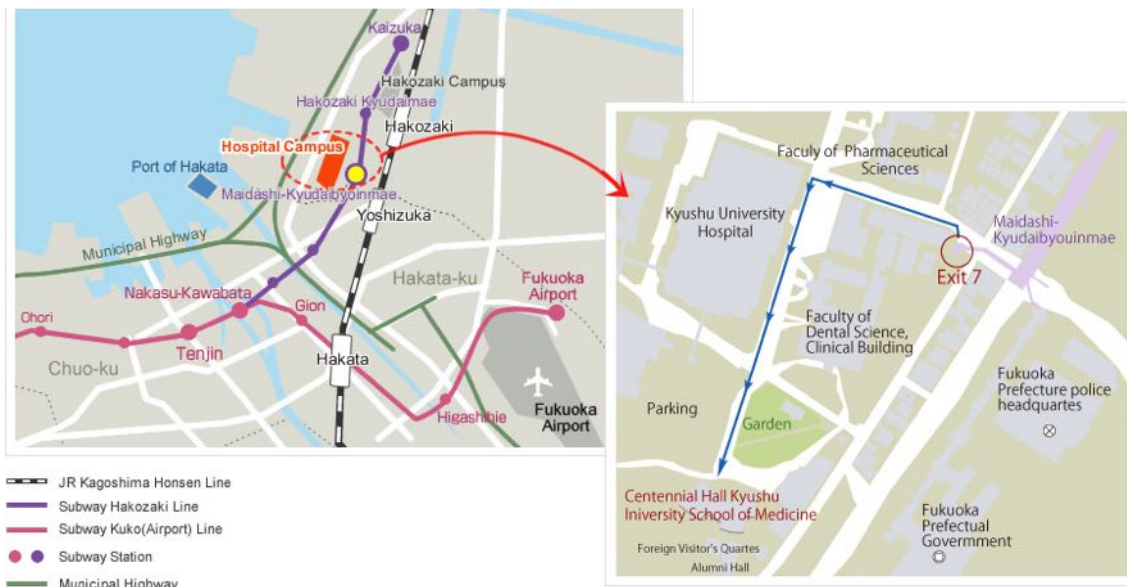 Kaizuka
Hakozaki Campus
Hakozaki Kyudaimae
Hakozaki
Hospital Campus
Port of Hakata
Maidashi-Kyudaibyoinmae
Yoshizuka
Municipal Highway
Hakata-ku
Nakasu-Kawabata
Gion
Fukuoka
Airport
Ohori
Tenjin
Chuo-ku
Hakata
Higashihie
Fukuoka
Airport
JR Kagoshima Honsen Line
Subway Hakozaki Line
Subway Kuko(Airport) Line
Subway Station
Municipal Highway
Faculy of Pharmaceutical
Sciences
Kyushu University
Hospital
Maidashi-
Kyudaibyouinmae
Exit 7
Faculty of
Dental Science,
Clinical Building
Fukuoka
Prefecture police
headquartes
Parking
Garden
Centennial Hall Kyushu
Iniversity School of Medicine
Foreign Visitor's Quartes
Alumni Hall
Fukuoka
Prefectual
Goverment